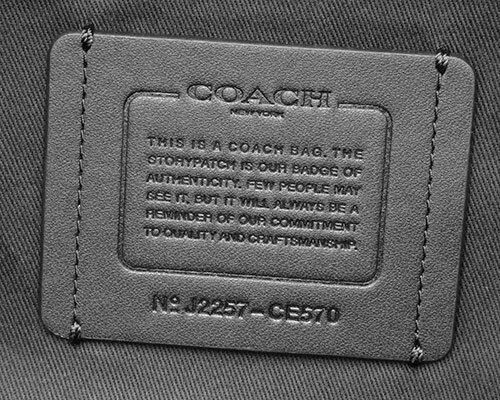 COACH
NEW YORK
THIS IS A COACH BAG. THE
STORYPATCH IS OUR BADGE OF
AUTHENTICITY. FEW PEOPLE MAY
SEE IT, BUT IT WILL ALWAYS BE A
REMINDER OF OUR COMMITMENT
TO QUALITY AND CRAFTSMANSHIP.
Nº J2257-CE570